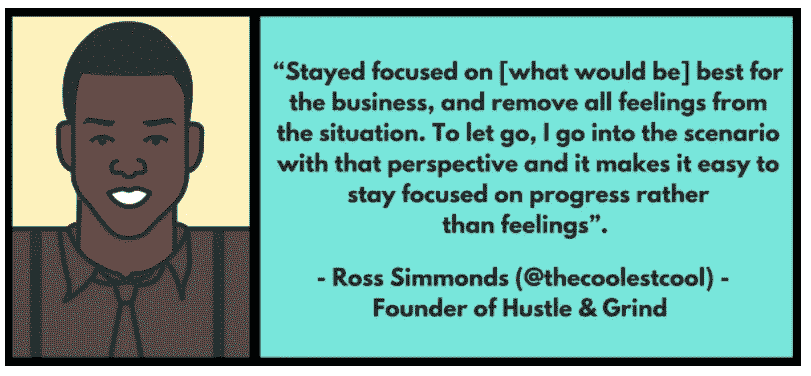 “Stayed focused on [what would be] best for
the business, and remove all feelings from
the situation. To let go, I go into the scenario
with that perspective and it makes it easy to
stay focused on progress rather
than feelings”.
- Ross Simmonds (@thecoolestcool) -
Founder of Hustle & Grind